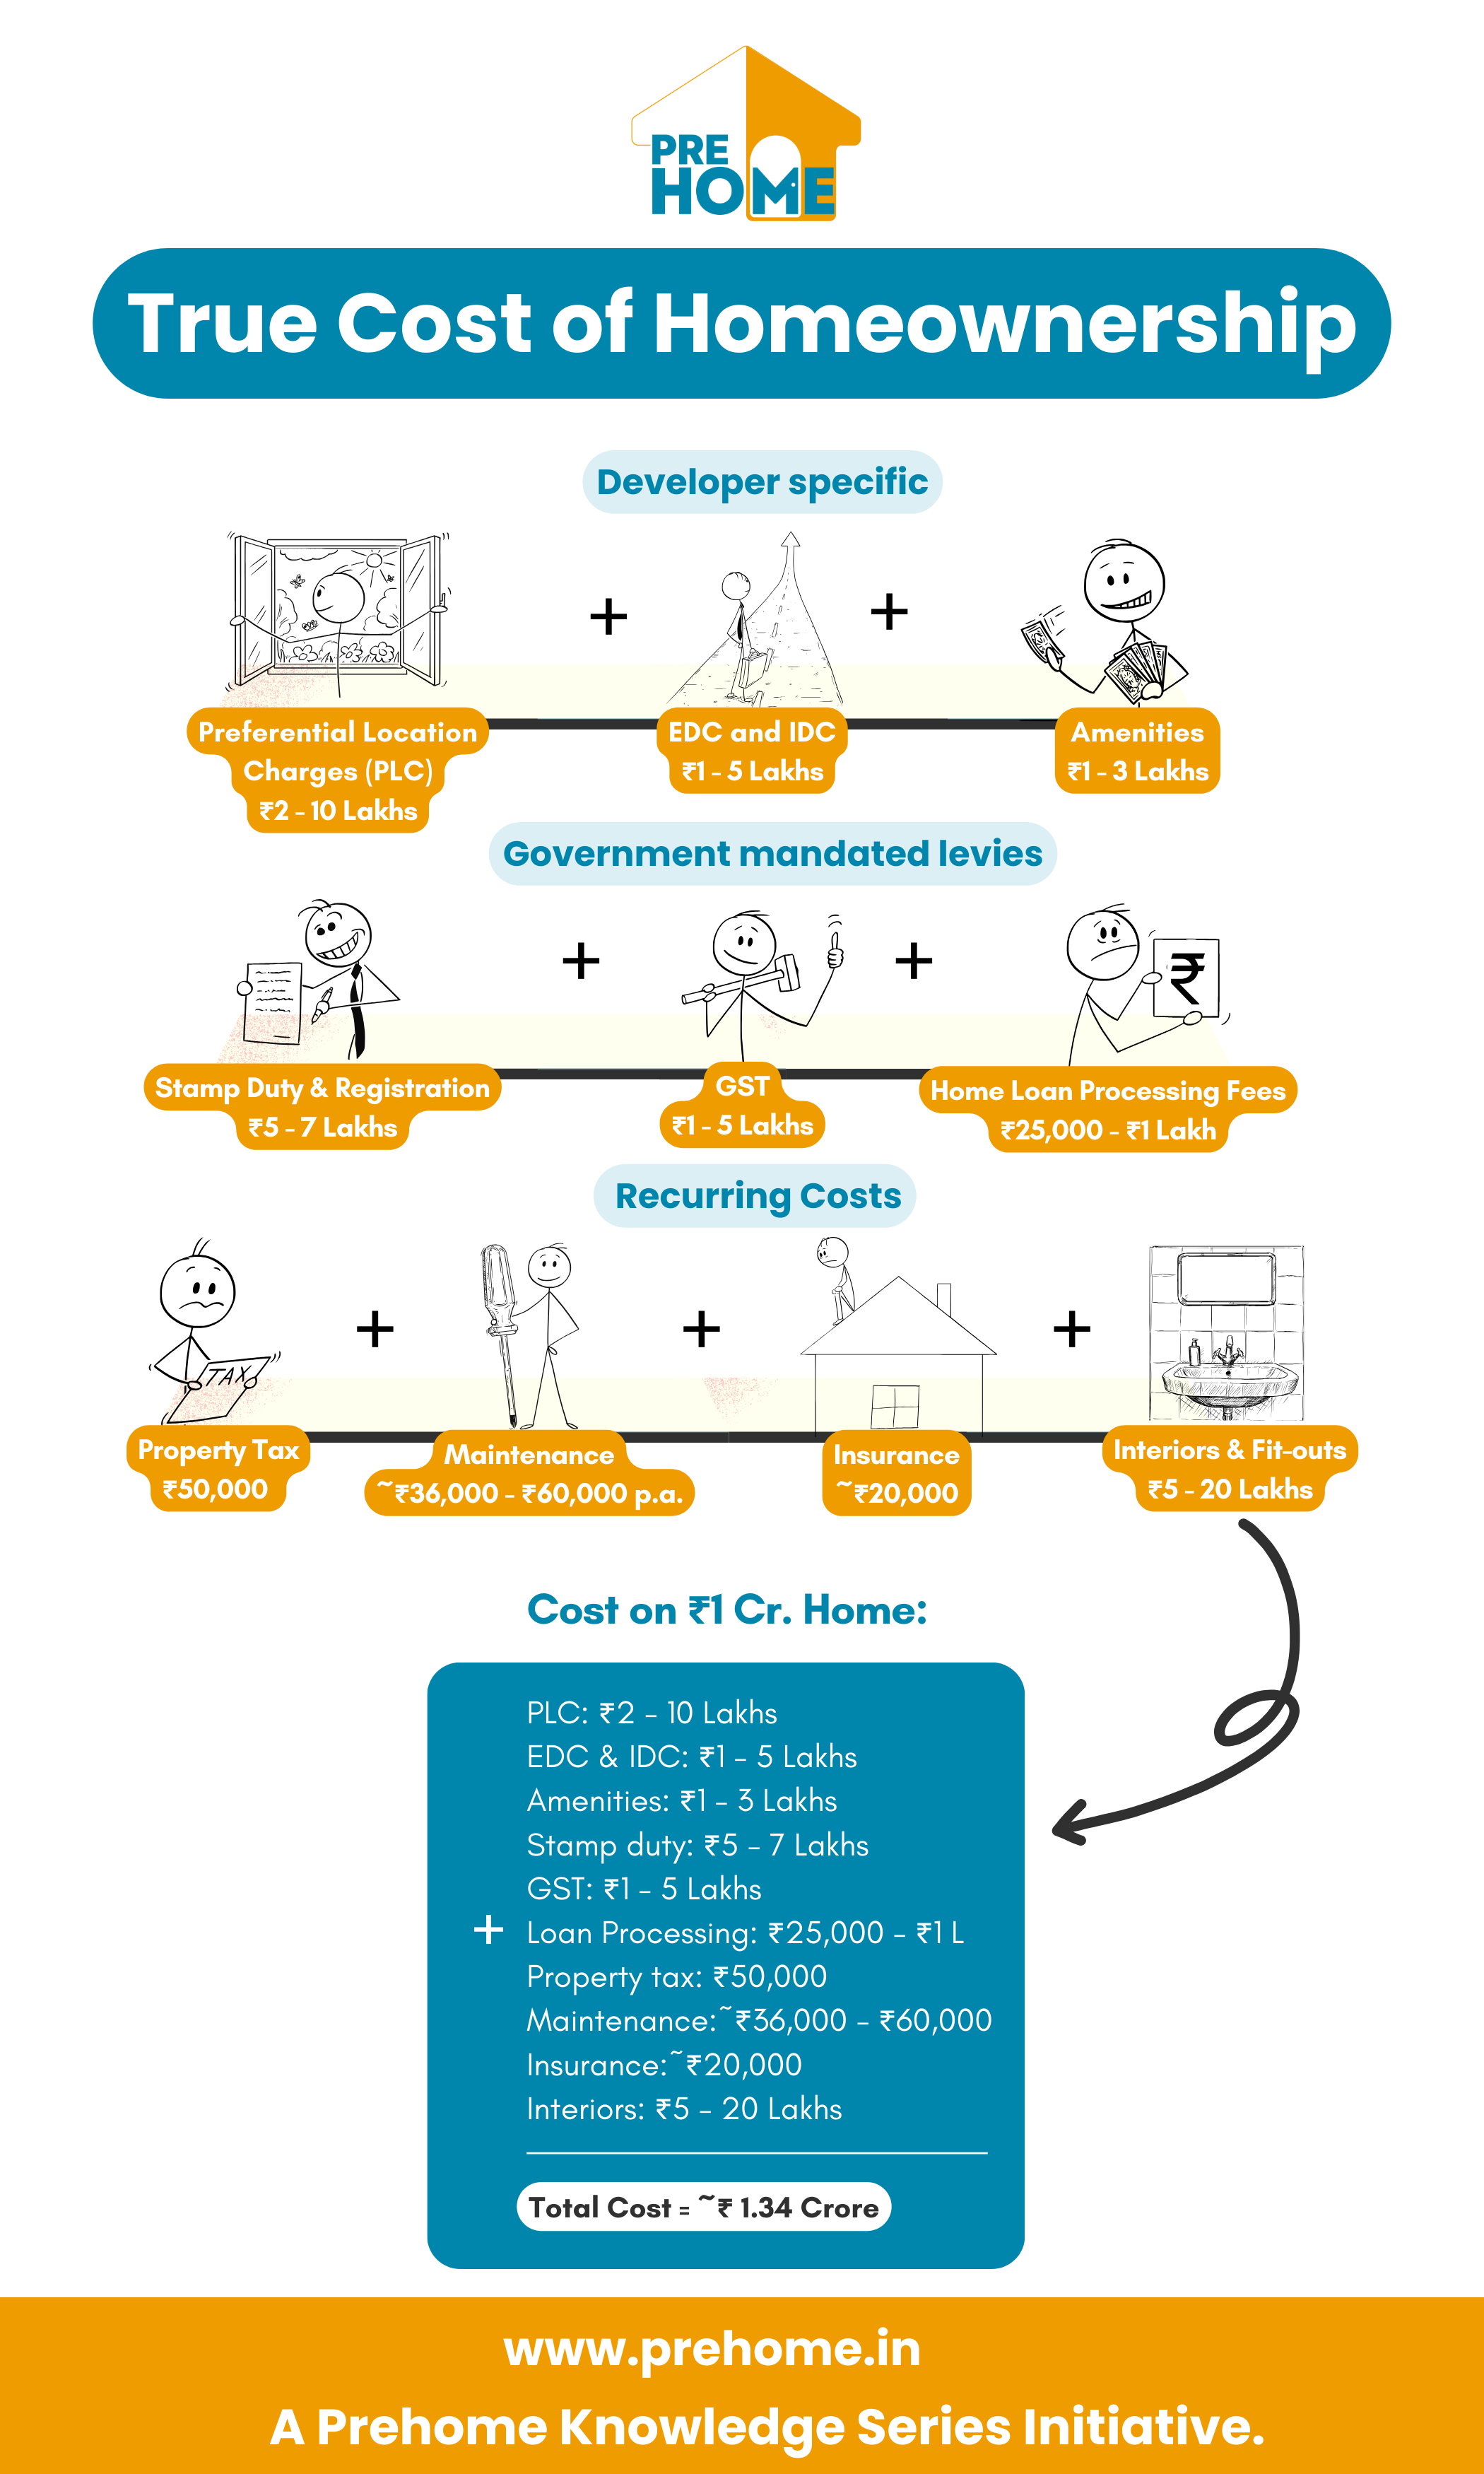 PRE
HOME
True Cost of Homeownership
Developer specific
+
+
Preferential Location
Charges (PLC)
₹2 - 10 Lakhs
EDC and IDC
₹1 - 5 Lakhs
Amenities
₹1 - 3 Lakhs
Government mandated levies
+
+
₹
Stamp Duty & Registration
₹5 - 7 Lakhs
GST
₹1 - 5 Lakhs
Home Loan Processing Fees
₹25,000 - ₹1 Lakh
Recurring Costs
TAX
+
+
+
Property Tax
₹50,000
Maintenance
~₹36,000 - ₹60,000 p.a.
Insurance
~₹20,000
Interiors & Fit-outs
₹5 - 20 Lakhs
Cost on ₹1 Cr. Home:
PLC: ₹2 - 10 Lakhs
EDC & IDC: ₹1 - 5 Lakhs
Amenities: ₹1 - 3 Lakhs
Stamp duty: ₹5 - 7 Lakhs
GST: ₹1 - 5 Lakhs
+ Loan Processing: ₹25,000 - ₹1 L
Property tax: ₹50,000
Maintenance:~₹36,000 - ₹60,000
Insurance:~₹20,000
Interiors: ₹5 - 20 Lakhs
Total Cost = ~₹ 1.34 Crore
www.prehome.in
A Prehome Knowledge Series Initiative.